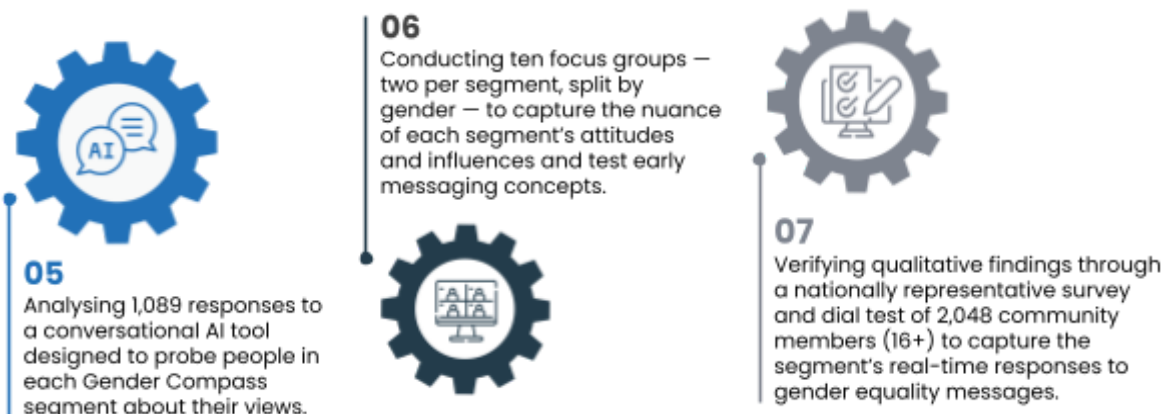 AI
05
Analysing 1,089 responses to
a conversational AI tool
designed to probe people in
each Gender Compass
segment about their views.
06
Conducting ten focus groups —
two per segment, split by
gender — to capture the nuance
of each segment's attitudes
and influences and test early
messaging concepts.
07
Verifying qualitative findings through
a nationally representative survey
and dial test of 2,048 community
members (16+) to capture the
segment's real-time responses to
gender equality messages.